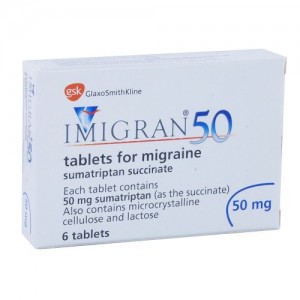 gsk GlaxoSmithKline
IMIGRAN® 50
tablets for migraine
sumatriptan succinate
Each tablet contains
50 mg sumatriptan (as the succinate)
Also contains microcrystalline
cellulose and lactose
50 mg
6 tablets